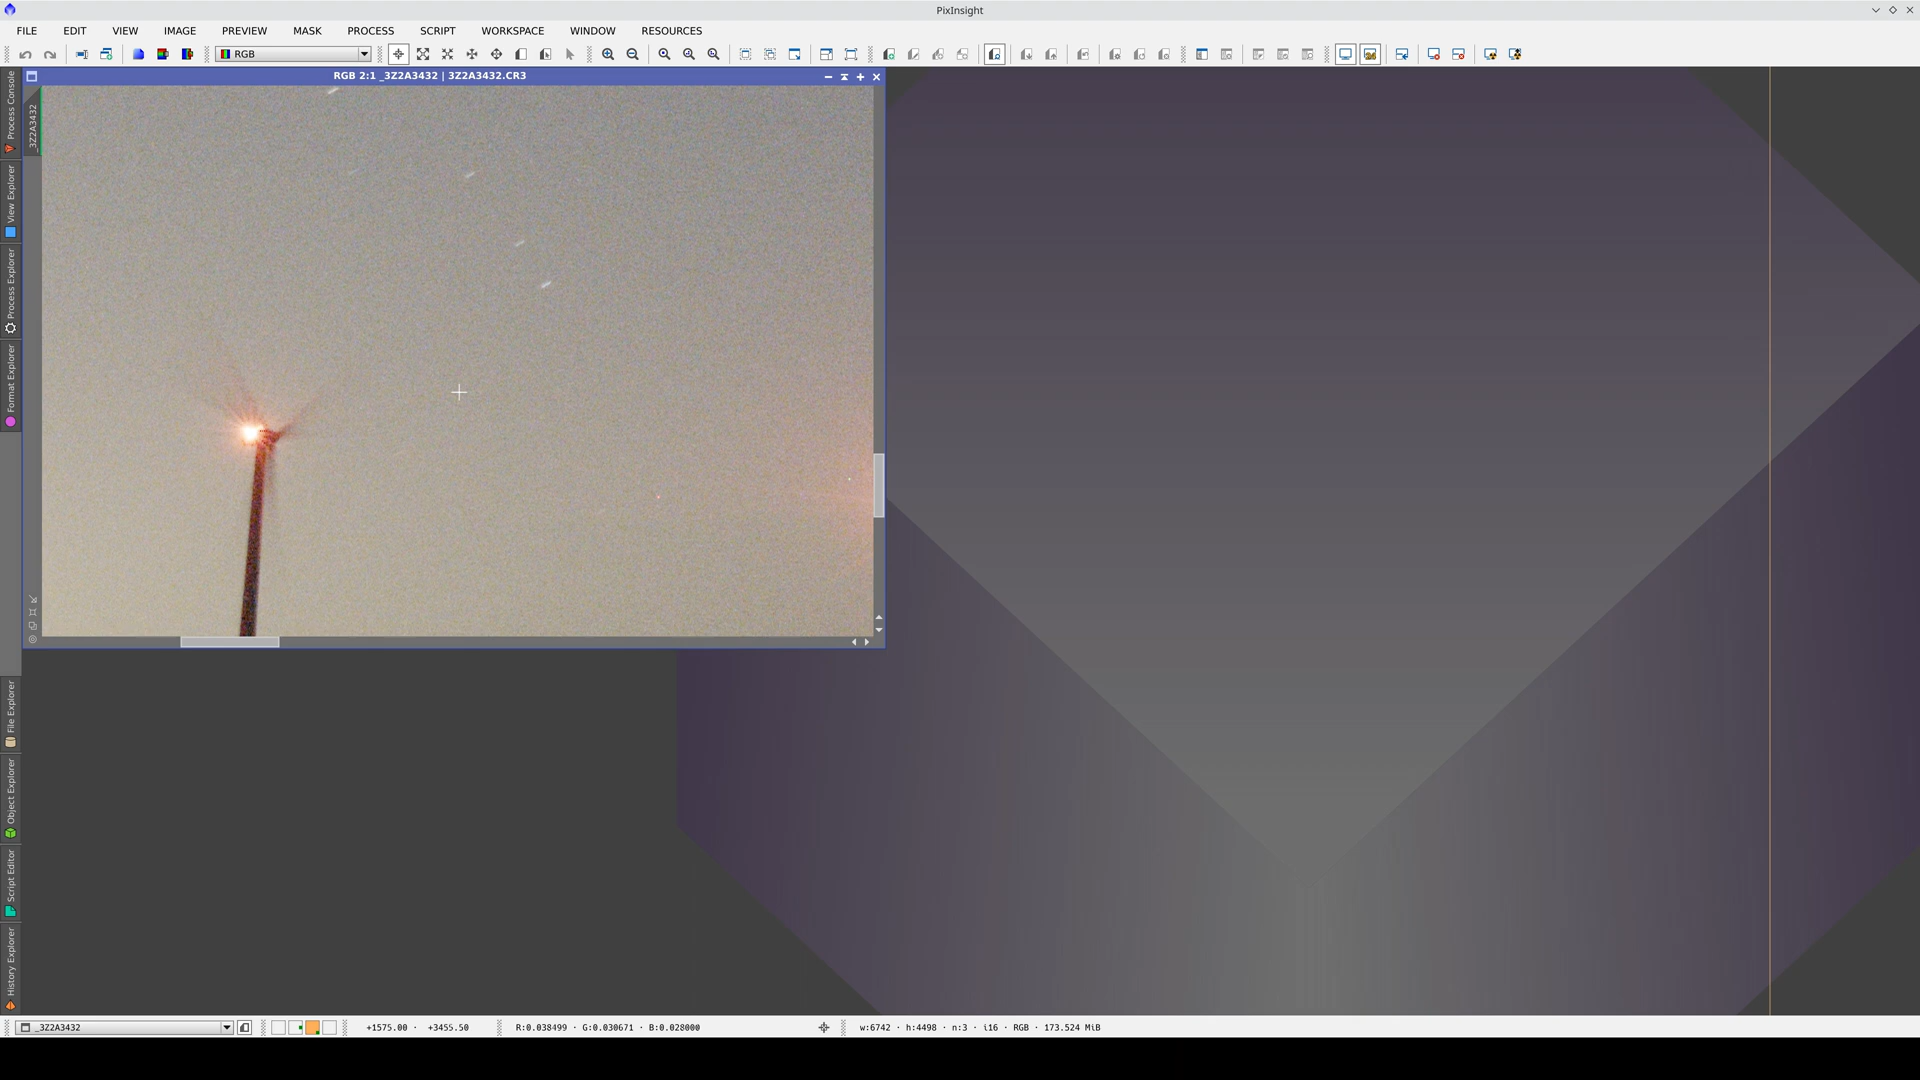 PixInsight
FILE EDIT VIEW IMAGE PREVIEW PROCESS MASK SCRIPT WORKSPACE WINDOW RESOURCES
RGB
RGB 2:1 _3Z2A3432 | 3Z2A3432.CR3
_3Z2A3432
Process Console
View Explorer
Process Explorer
Format Explorer
File Explorer
Object Explorer
Script Editor
History Explorer
_3Z2A3432
+1575.00 · +3455.50
R:0.038499 · G:0.030671 · B:0.028000
w:6742 · h:4498 · n:3 · i16 · RGB · 173.524 MiB